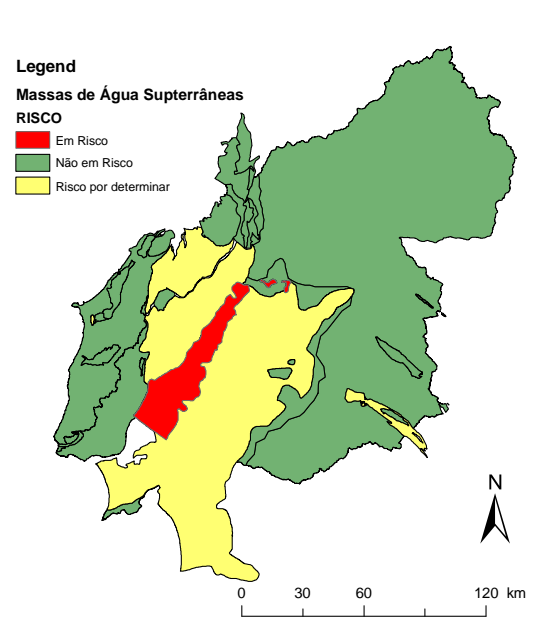 Legend
Massas de Água Supterrâneas
RISCO
Em Risco
Não em Risco
Risco por determinar
N
0 30 60 120 km